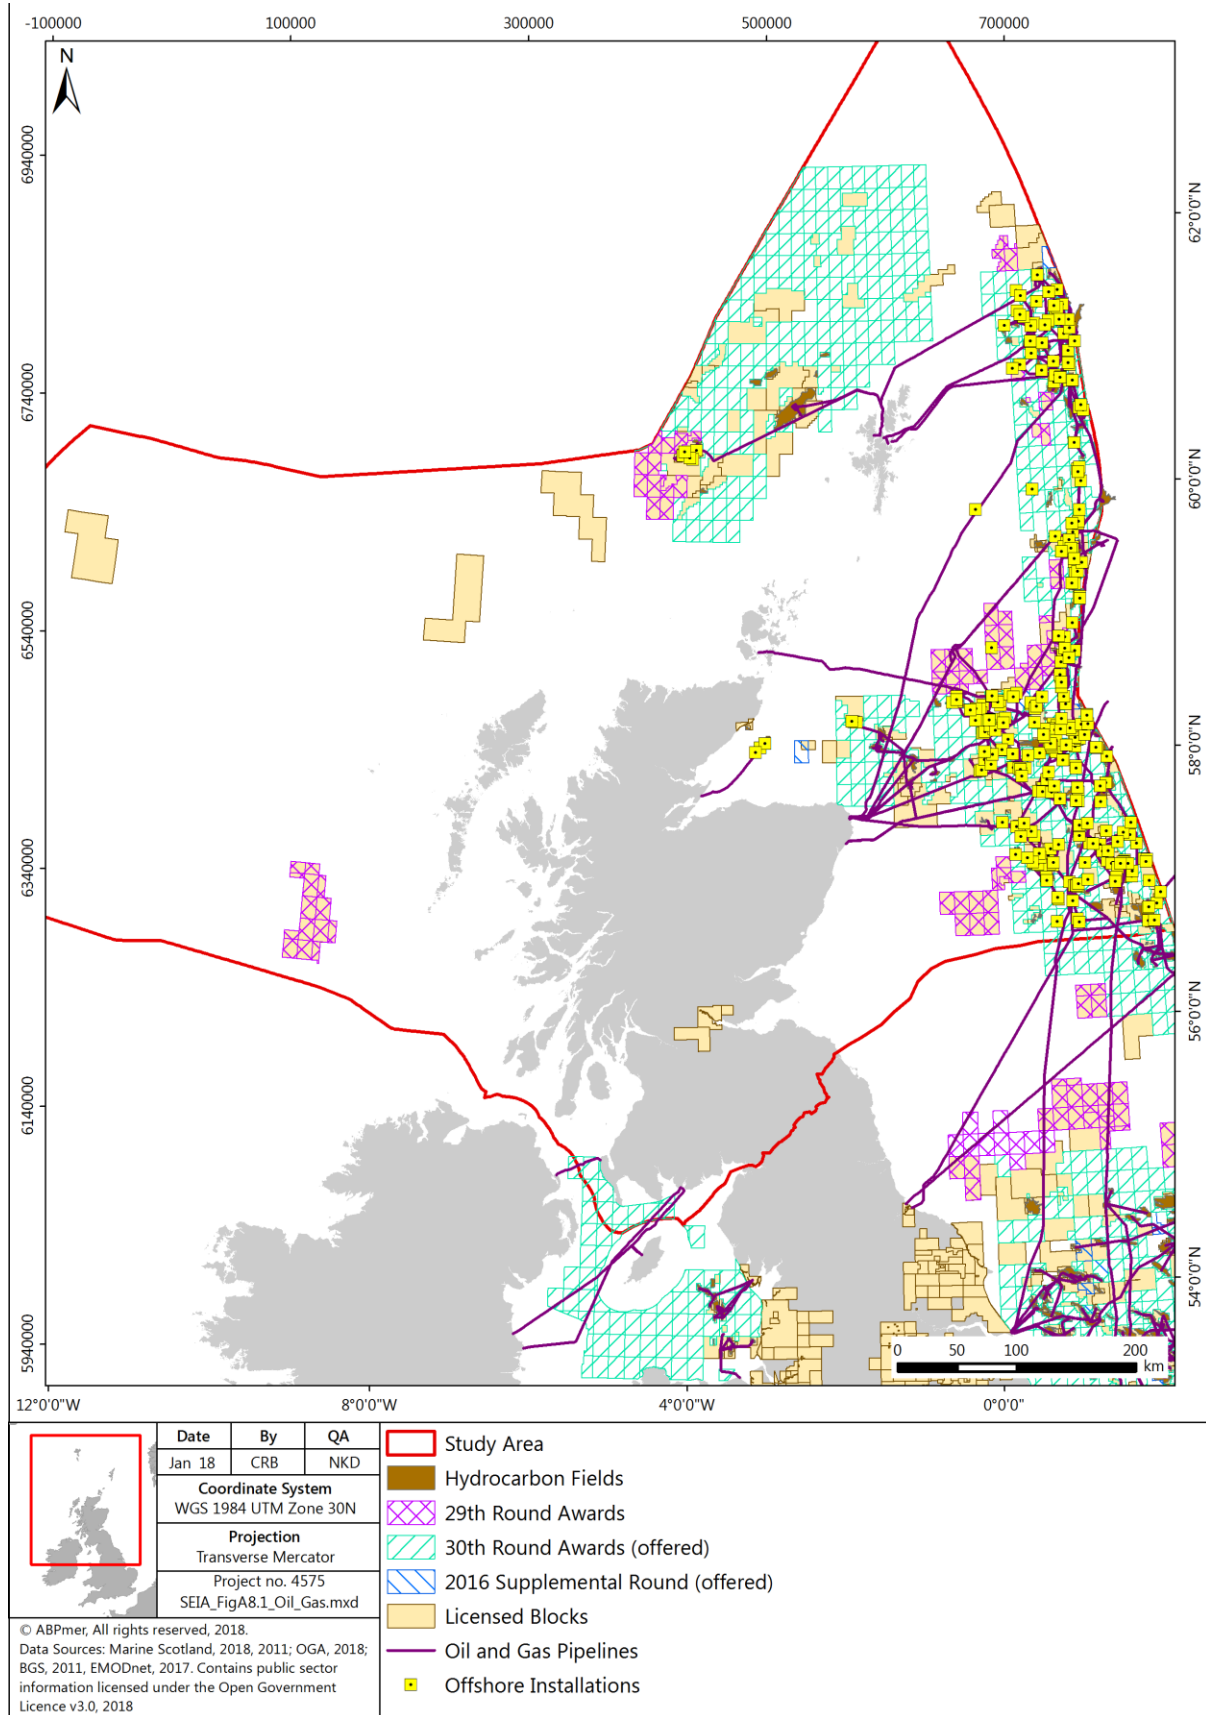 -100000 100000 300000 500000 700000
N
6940000
6740000
6540000
6340000
6140000
5940000
62°0'0"N
60°0'0"N
58°0'0"N
56°0'0"N
54°0'0"N
0 50 100 200
km
12°0'0"W 8°0'0"W 4°0'0"W 0°0'0"
Date By QA
Jan 18 CRB NKD
Coordinate System
WGS 1984 UTM Zone 30N
Projection
Transverse Mercator
Project no. 4575
SEIA_FigA8.1_Oil_Gas.mxd
© ABPmer, All rights reserved, 2018.
Data Sources: Marine Scotland, 2018, 2011; OGA, 2018;
BGS, 2011, EMODnet, 2017. Contains public sector
information licensed under the Open Government
Licence v3.0, 2018
Study Area
Hydrocarbon Fields
29th Round Awards
30th Round Awards (offered)
2016 Supplemental Round (offered)
Licensed Blocks
Oil and Gas Pipelines
Offshore Installations